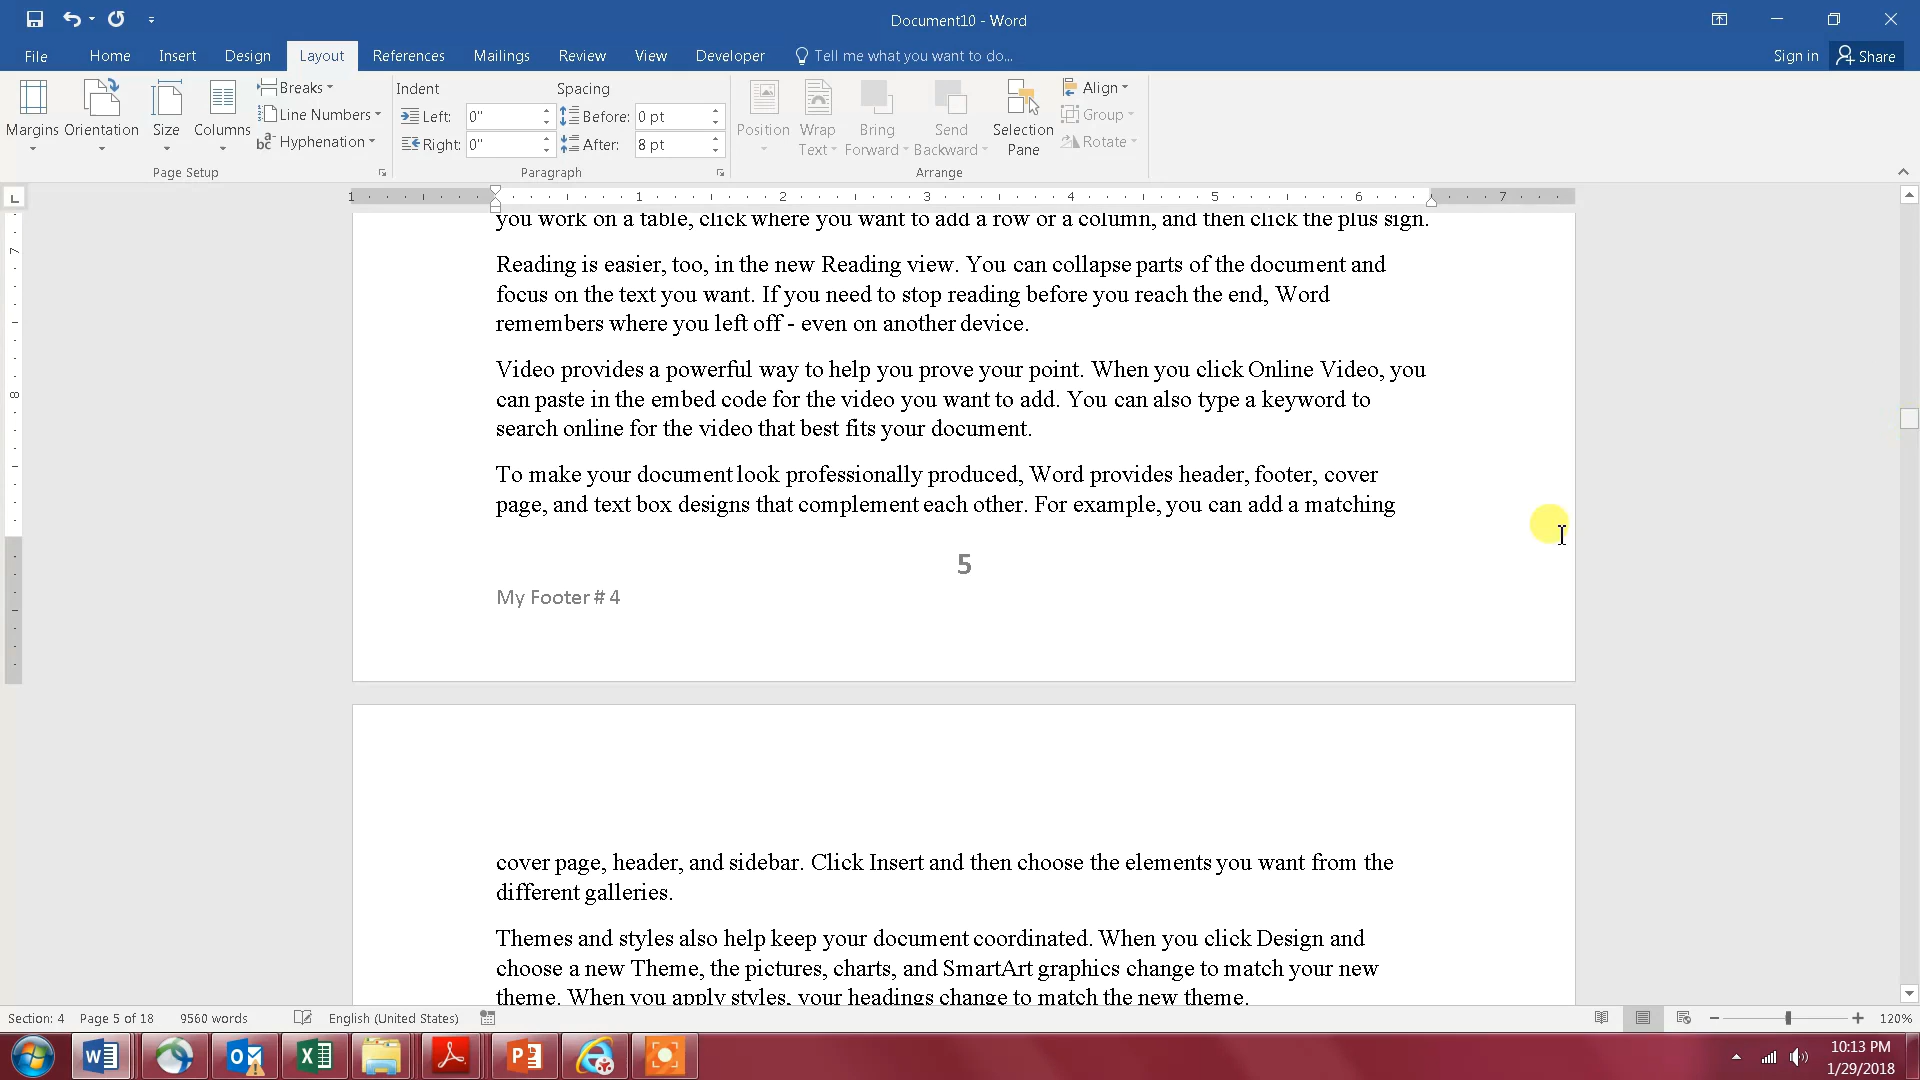 Document10 - Word
File Home Insert Design Layout References Mailings Review View Developer Tell me what you want to do... Sign in Share
Margins Orientation Size Columns
Breaks
Line Numbers
Hyphenation
Page Setup
Indent Spacing
Left: 0" Before: 0 pt
Right: 0" After: 8 pt
Paragraph
Position Wrap Text Bring Forward Send Backward Selection Pane
Align
Group
Rotate
Arrange
L 1 1 2 3 4 5 6 7
7
8
you work on a table, click where you want to add a row or a column, and then click the plus sign.
Reading is easier, too, in the new Reading view. You can collapse parts of the document and
focus on the text you want. If you need to stop reading before you reach the end, Word
remembers where you left off - even on another device.
Video provides a powerful way to help you prove your point. When you click Online Video, you
can paste in the embed code for the video you want to add. You can also type a keyword to
search online for the video that best fits your document.
To make your document look professionally produced, Word provides header, footer, cover
page, and text box designs that complement each other. For example, you can add a matching
5
My Footer # 4
cover page, header, and sidebar. Click Insert and then choose the elements you want from the
different galleries.
Themes and styles also help keep your document coordinated. When you click Design and
choose a new Theme, the pictures, charts, and SmartArt graphics change to match your new
theme. When you apply styles, your headings change to match the new theme.
Section: 4 Page 5 of 18 9560 words English (United States) 120%
10:13 PM
1/29/2018